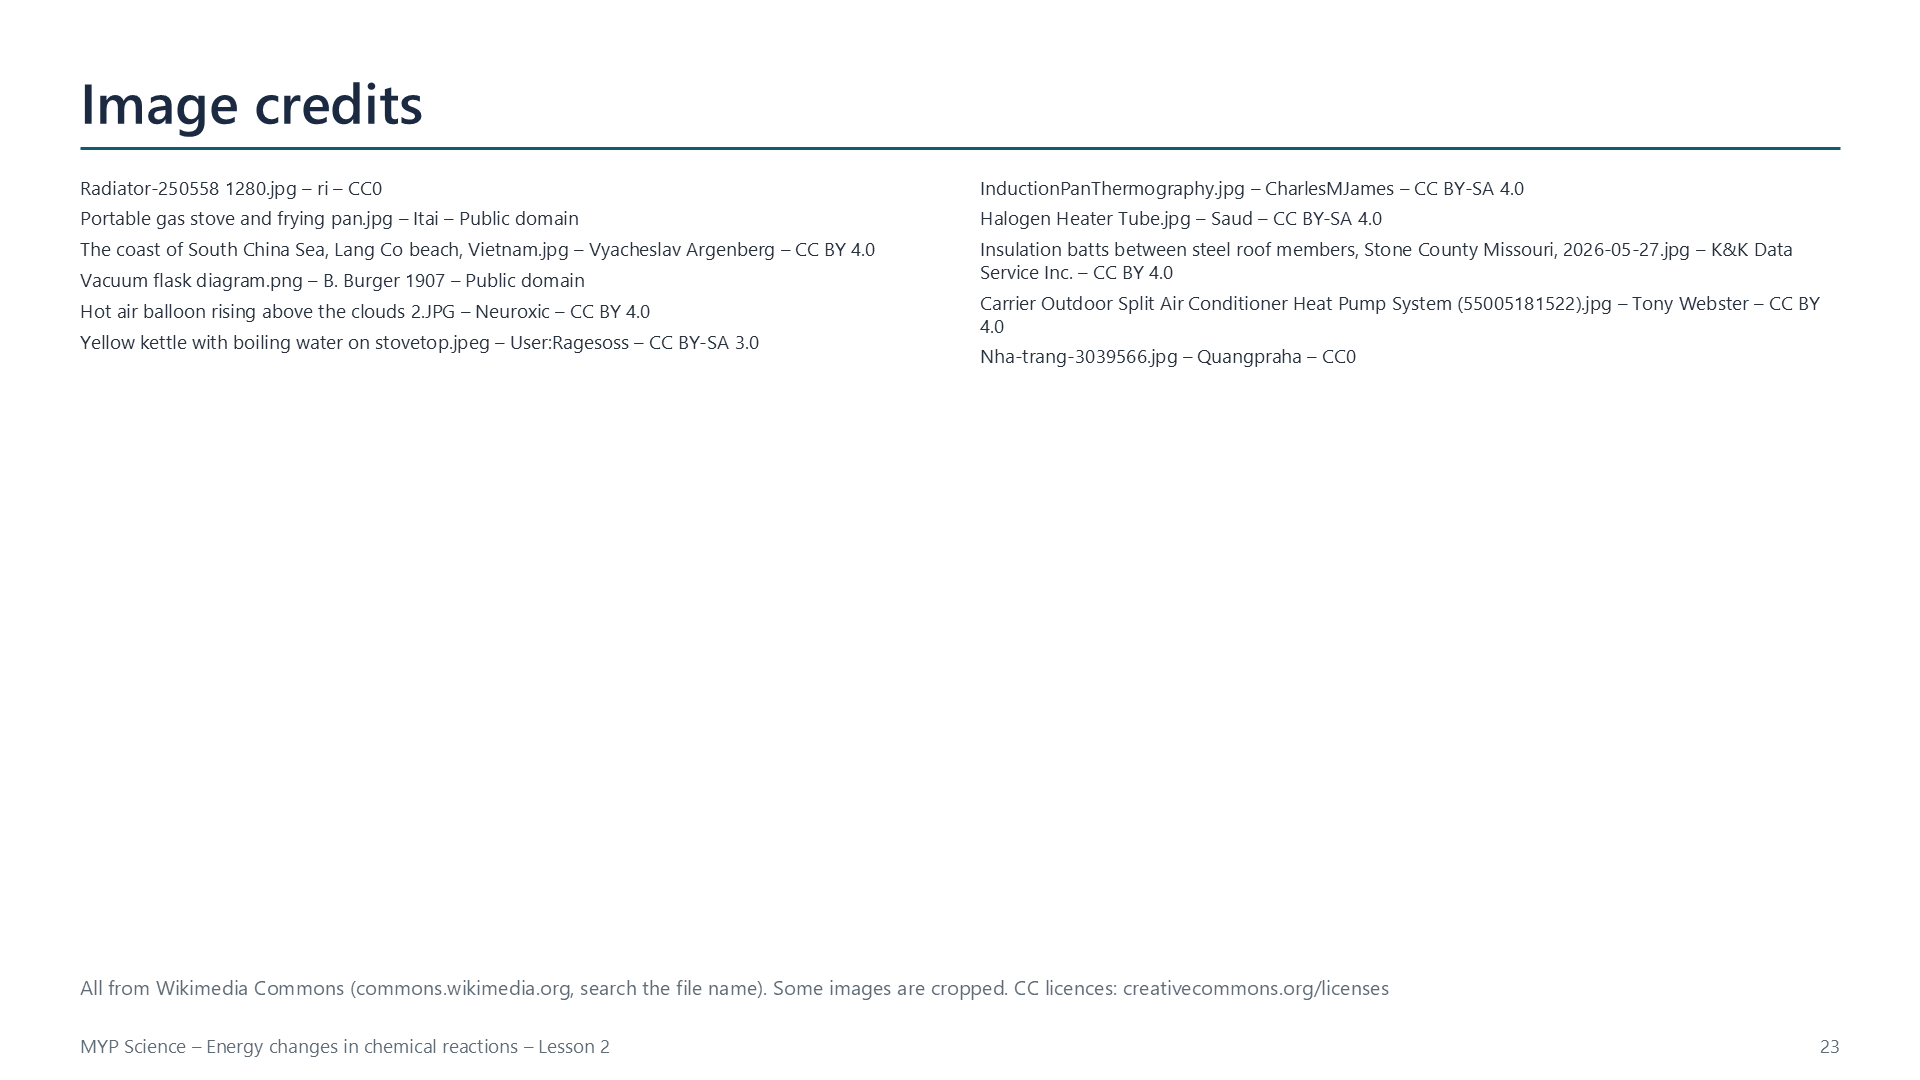 Image credits
Radiator-250558 1280.jpg – ri – CC0
Portable gas stove and frying pan.jpg – Itai – Public domain
The coast of South China Sea, Lang Co beach, Vietnam.jpg – Vyacheslav Argenberg – CC BY 4.0
Vacuum flask diagram.png – B. Burger 1907 – Public domain
Hot air balloon rising above the clouds 2.JPG – Neuroxic – CC BY 4.0
Yellow kettle with boiling water on stovetop.jpeg – User:Ragesoss – CC BY-SA 3.0
InductionPanThermography.jpg – CharlesMJames – CC BY-SA 4.0
Halogen Heater Tube.jpg – Saud – CC BY-SA 4.0
Insulation batts between steel roof members, Stone County Missouri, 2026-05-27.jpg – K&K Data
Service Inc. – CC BY 4.0
Carrier Outdoor Split Air Conditioner Heat Pump System (55005181522).jpg – Tony Webster – CC BY
4.0
Nha-trang-3039566.jpg – Quangpraha – CC0
All from Wikimedia Commons (commons.wikimedia.org, search the file name). Some images are cropped. CC licences: creativecommons.org/licenses
MYP Science – Energy changes in chemical reactions – Lesson 2
23